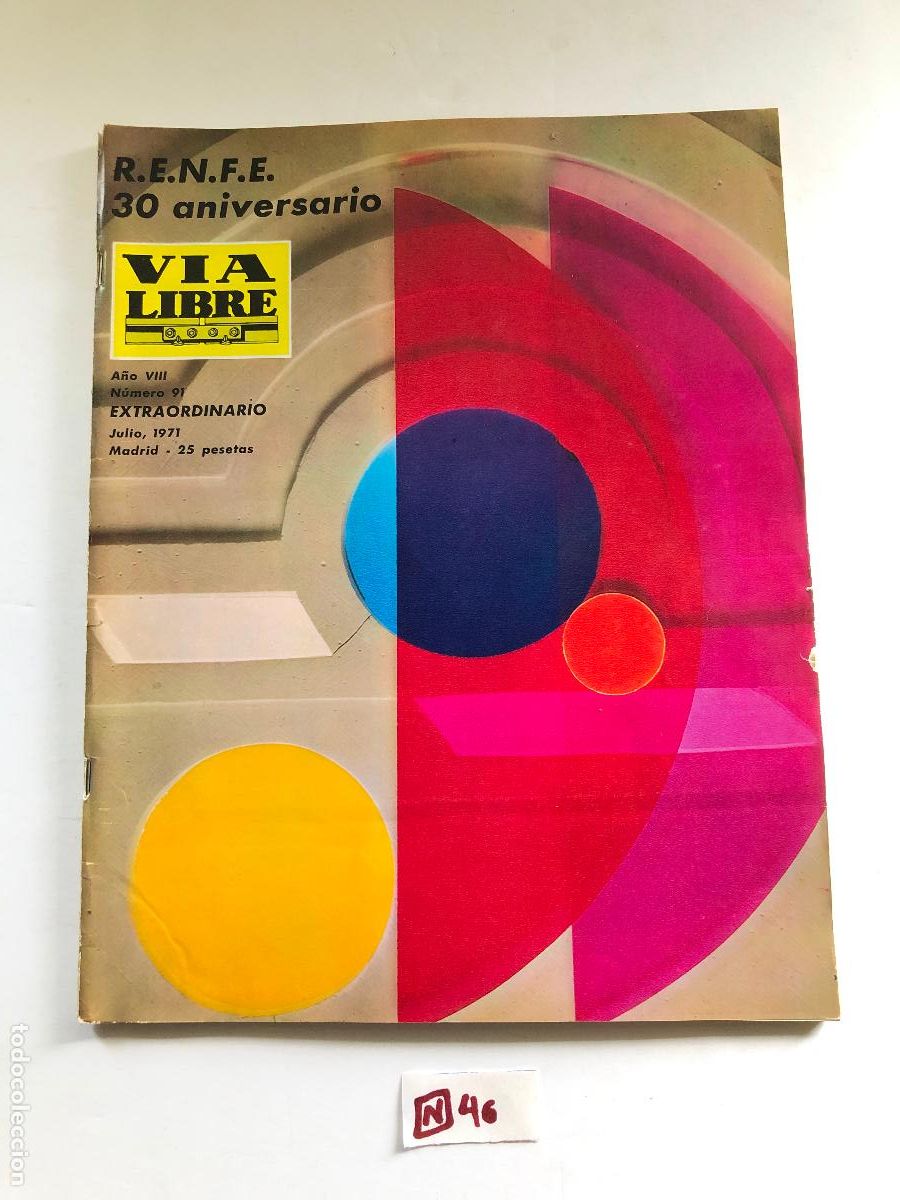 R.E.N.F.E.
30 aniversario
VIA
LIBRE
Año VIII
Número 91
EXTRAORDINARIO
Julio, 1971
Madrid - 25 pesetas
N 46
todocoleccion